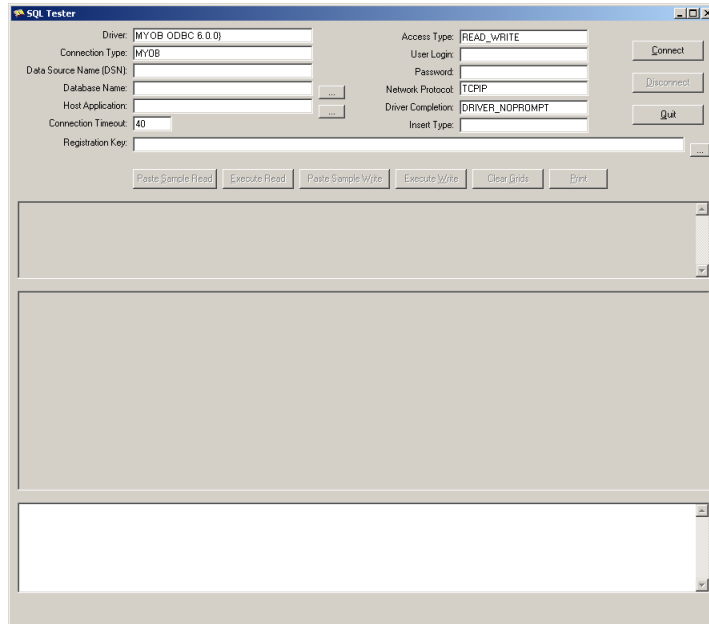 SQL Tester
Driver: MYOB ODBC 6.0.0}
Connection Type: MYOB
Data Source Name (DSN):
Database Name: ...
Host Application: ...
Connection Timeout: 40
Access Type: READ_WRITE
User Login:
Password:
Network Protocol: TCPIP
Driver Completion: DRIVER_NOPROMPT
Insert Type:
Registration Key: ...
Connect
Disconnect
Quit
Paste Sample Read Execute Read Paste Sample Write Execute Write Clear Grids Print